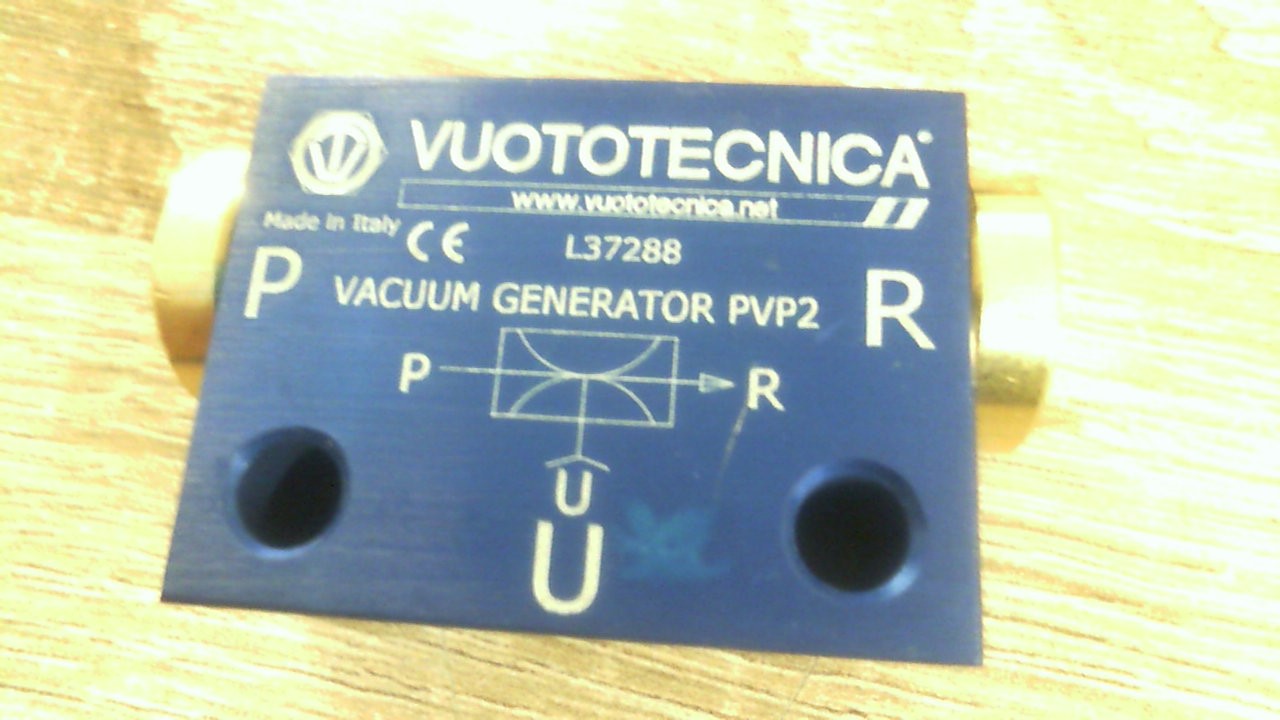 VUOTOTECNICA
www.vuototecnica.net
Made in Italy CE L37288
P VACUUM GENERATOR PVP2 R
P R
U
U